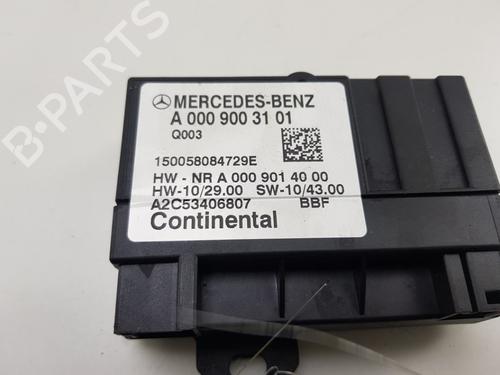 B-PARTS
MERCEDES-BENZ
A 000 900 31 01
Q003
150058084729E
HW - NR A 000 901 40 00
HW-10/29.00 SW-10/43.00
A2C53406807 BBF
Continental